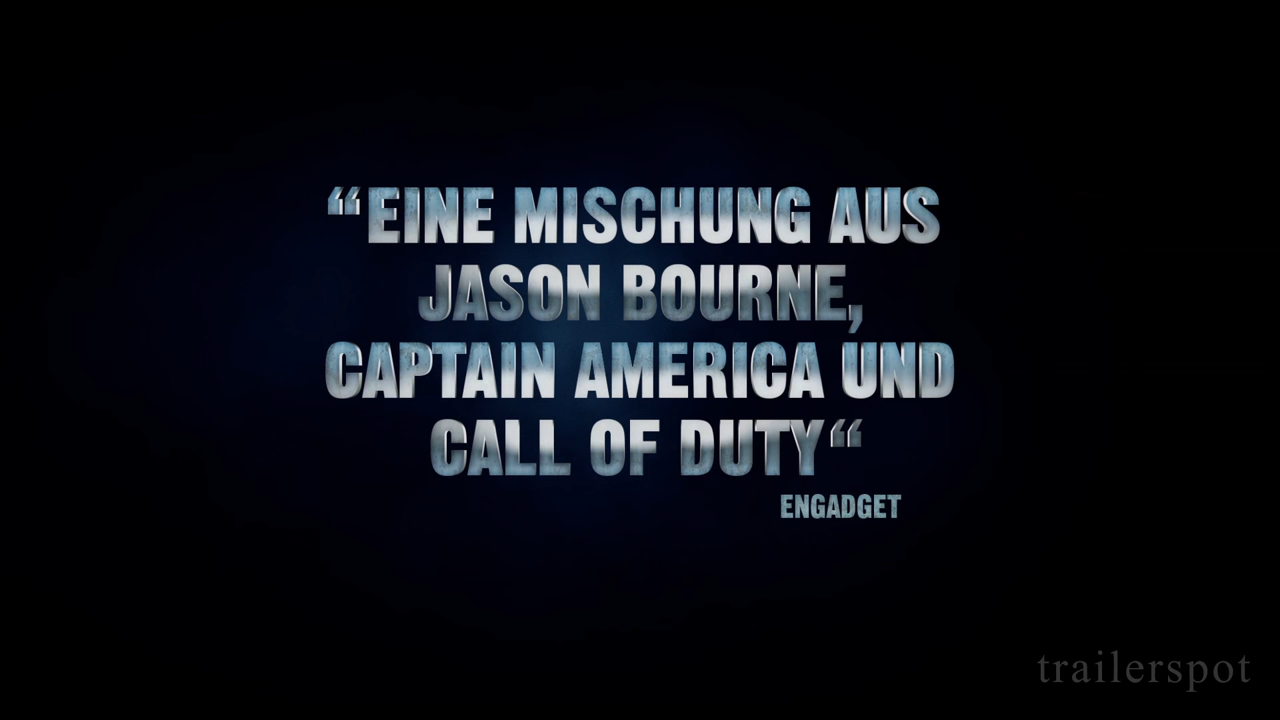 “EINE MISCHUNG AUS
JASON BOURNE,
CAPTAIN AMERICA UND
CALL OF DUTY“
ENGADGET
trailerspot